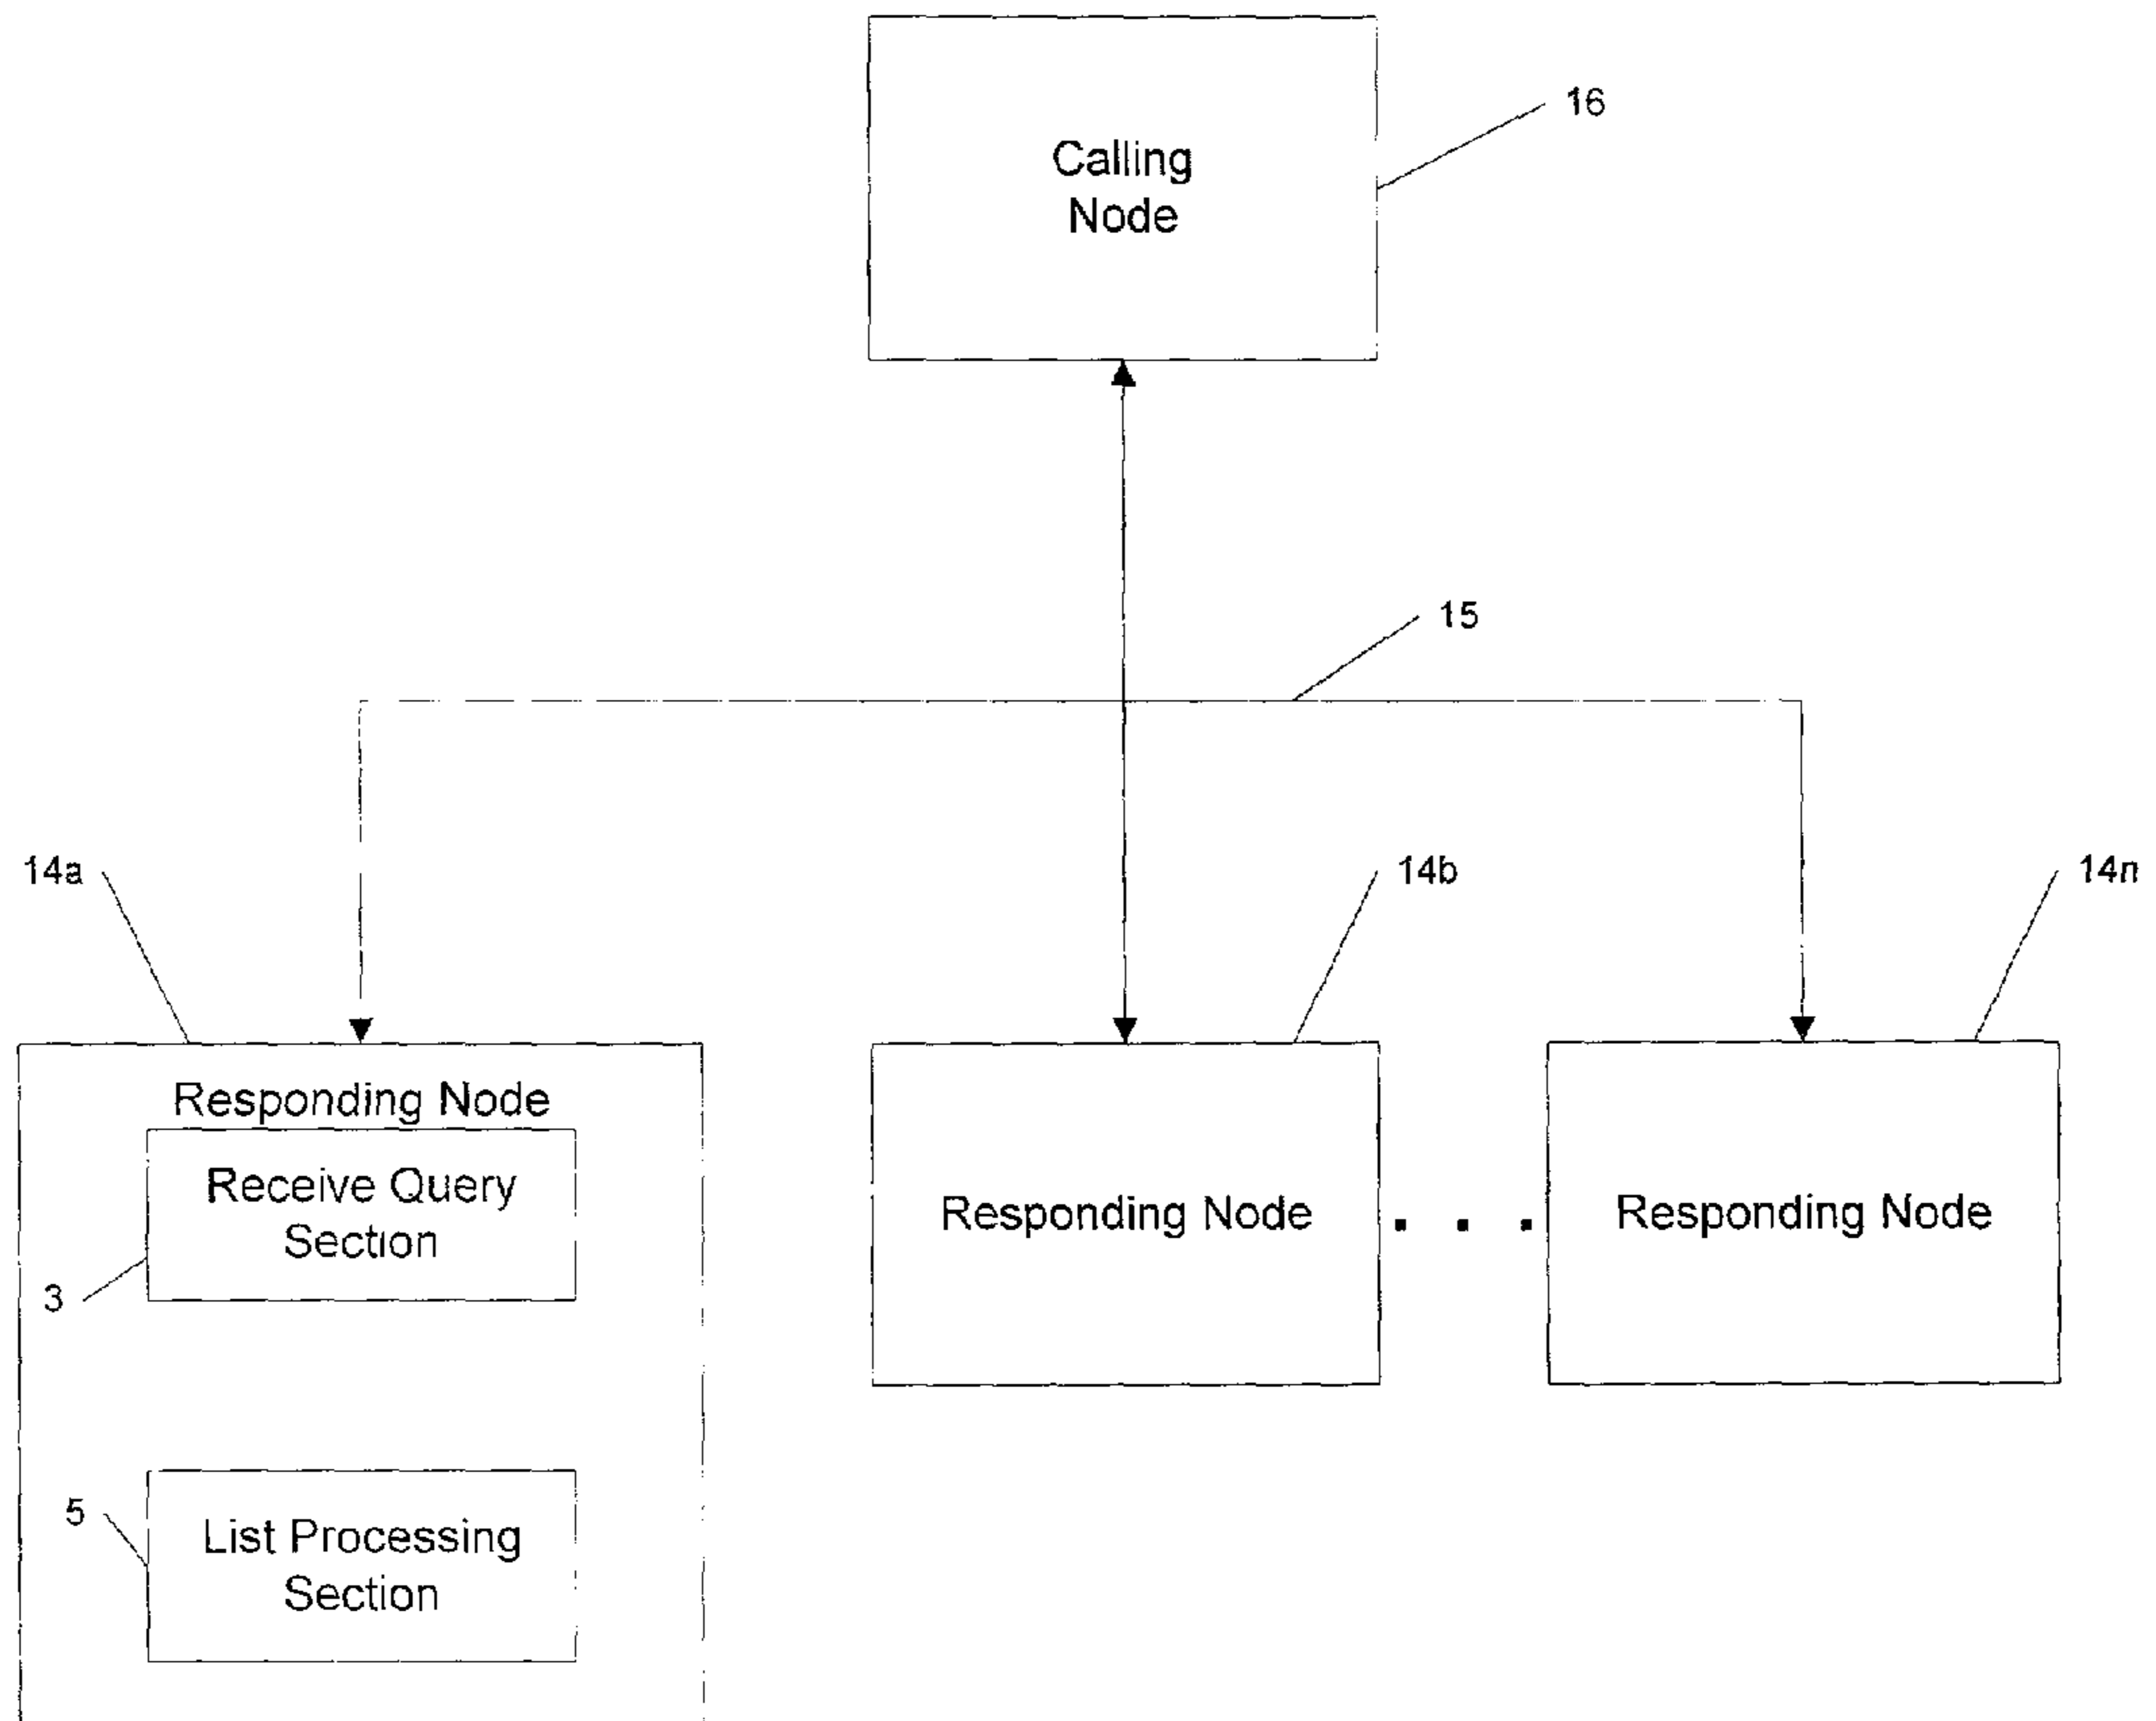 Calling
Node
16
15
14a
14b
14n
Responding Node
Receive Query
Section
3
List Processing
Section
5
Responding Node
. . .
Responding Node